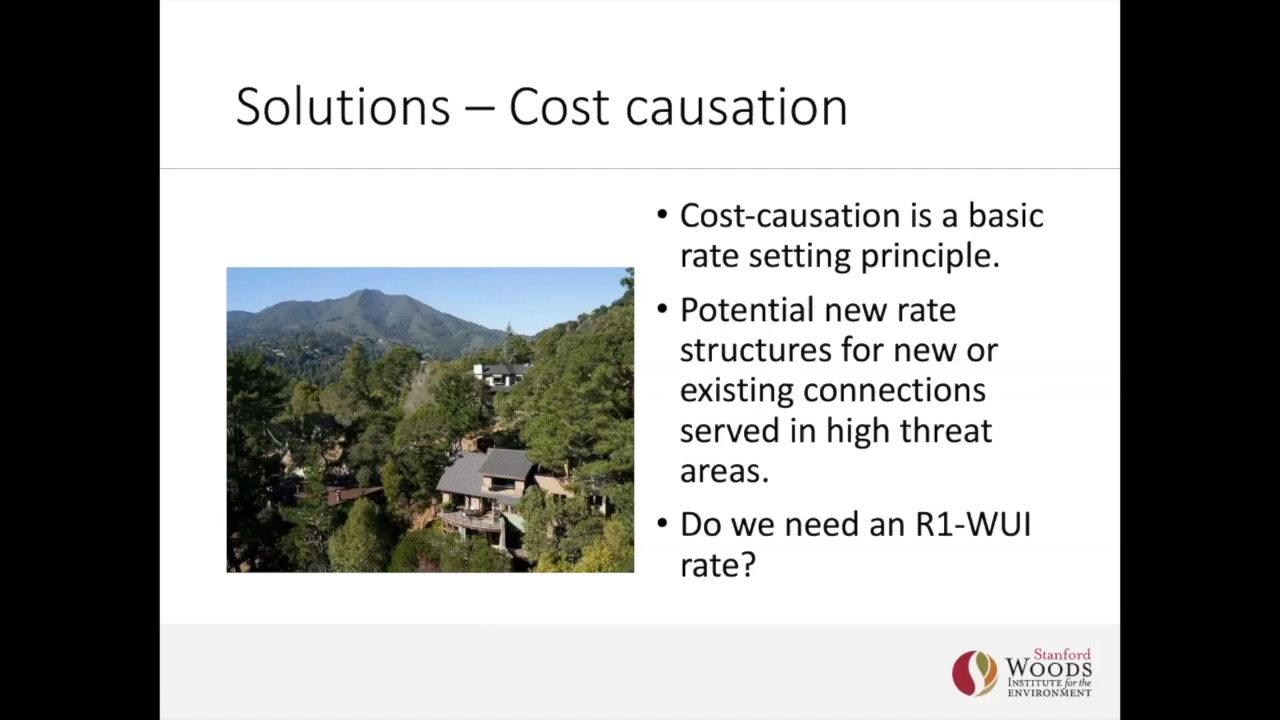 Solutions – Cost causation
• Cost-causation is a basic
rate setting principle.
• Potential new rate
structures for new or
existing connections
served in high threat
areas.
• Do we need an R1-WUI
rate?
Stanford
WOODS
INSTITUTE for the
ENVIRONMENT